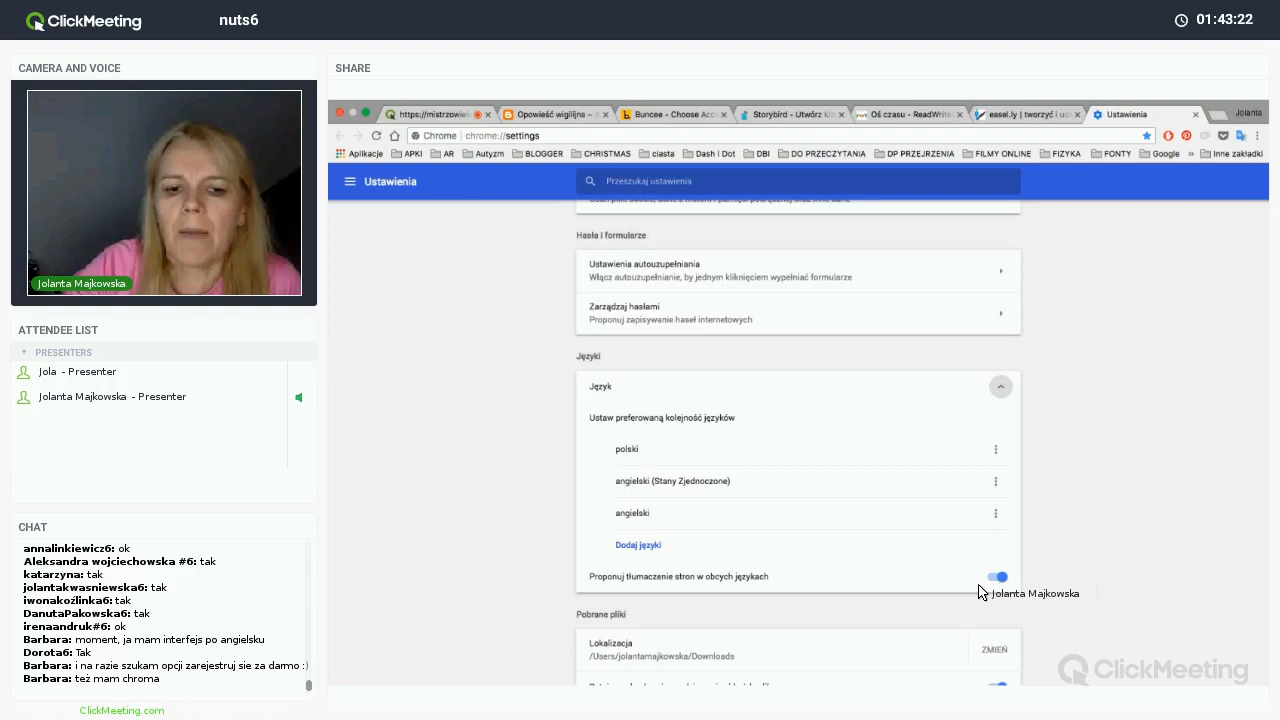 ClickMeeting
nuts6
01:43:22
CAMERA AND VOICE
Jolanta Majkowska
ATTENDEE LIST
PRESENTERS
Jola - Presenter
Jolanta Majkowska - Presenter
CHAT
annalinkiewicz6: ok
Aleksandra wojciechowska #6: tak
katarzyna: tak
jolantakwasniewska6: tak
iwonakoźlinka6: tak
DanutaPakowska6: tak
irenaandruk#6: ok
Barbara: moment, ja mam interfejs po angielsku
Dorota6: Tak
Barbara: i na razie szukam opcji zarejestruj sie za darmo :)
Barbara: też mam chroma
ClickMeeting.com
SHARE
https://mistrzowie
Opowieść wigilijna –
Buncee - Choose Acc
Storybird - Utwórz
Oś czasu - ReadWrite
easel.ly | tworzyć i
Ustawienia
Jolanta
Chrome | chrome://settings
Aplikacje APKI AR Autyzm BLOGGER CHRISTMAS ciasta Dash i Dot DBI DO PRZECZYTANIA DP PRZEJRZENIA FILMY ONLINE FIZYKA FONTY Google » Inne zakładki
Ustawienia
Przeszukaj ustawienia
Hasła i formularze
Ustawienia autouzupełniania
Włącz autouzupełnianie, by jednym kliknięciem wypełniać formularze
Zarządzaj hasłami
Proponuj zapisywanie haseł internetowych
Języki
Język
Ustaw preferowaną kolejność języków
polski
angielski (Stany Zjednoczone)
angielski
Dodaj języki
Proponuj tłumaczenie stron w obcych językach
Jolanta Majkowska
Pobrane pliki
Lokalizacja
/Users/jolantamajkowska/Downloads
ZMIEŃ
ClickMeeting